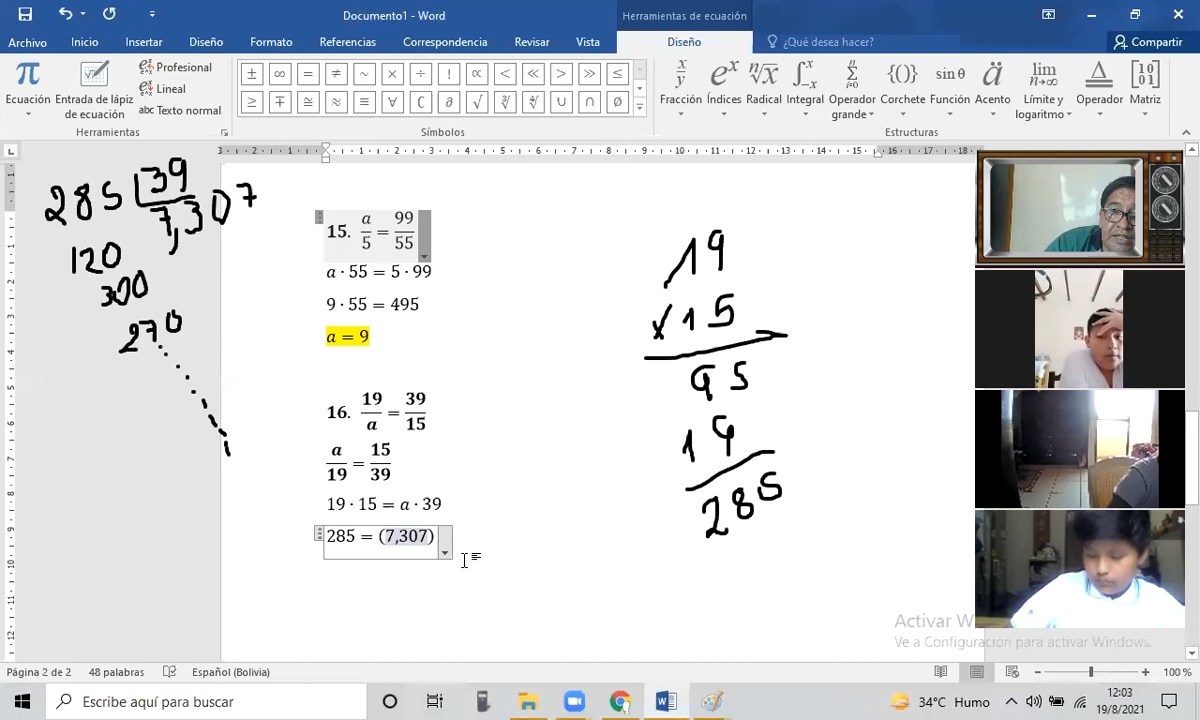 Documento1 - Word
Herramientas de ecuación
Archivo Inicio Insertar Diseño Formato Referencias Correspondencia Revisar Vista Diseño ¿Qué desea hacer? Compartir
π Ecuación
Entrada de lápiz de ecuación
Profesional
Lineal
abc Texto normal
± ∞ = ≠ ~ × ÷ ! ∝ < ≪ > ≫ ≤
≥ ∓ ≅ ≈ ≡ ∀ ∁ ∂ √ ∛ ∜ ∪ ∩ ∅
Fracción Índices Radical Integral Operador grande Corchete Función Acento Límite y logaritmo Operador Matriz
Herramientas Símbolos Estructuras
285 39
7,307
120
300
270
15. a/5 = 99/55
a · 55 = 5 · 99
9 · 55 = 495
a = 9
16. 19/a = 39/15
a/19 = 15/39
19 · 15 = a · 39
285 = (7,307)
19
× 15
95
19
285
Activar W
Ve a Configuración para activar Windows.
Página 2 de 2 48 palabras Español (Bolivia) 100 %
Escribe aquí para buscar
34°C Humo
12:03
19/8/2021